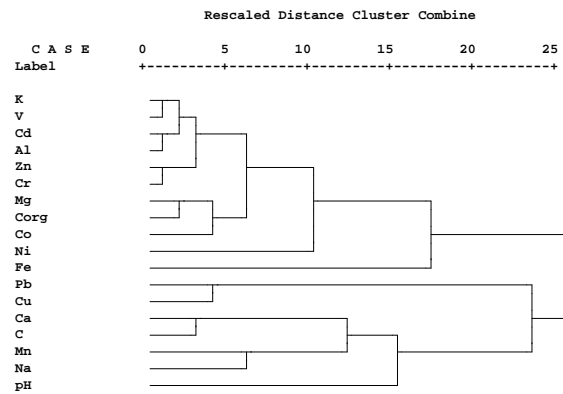 Rescaled Distance Cluster Combine
C A S E 0 5 10 15 20 25
Label +---------+---------+---------+---------+---------+
K
V
Cd
Al
Zn
Cr
Mg
Corg
Co
Ni
Fe
Pb
Cu
Ca
C
Mn
Na
pH